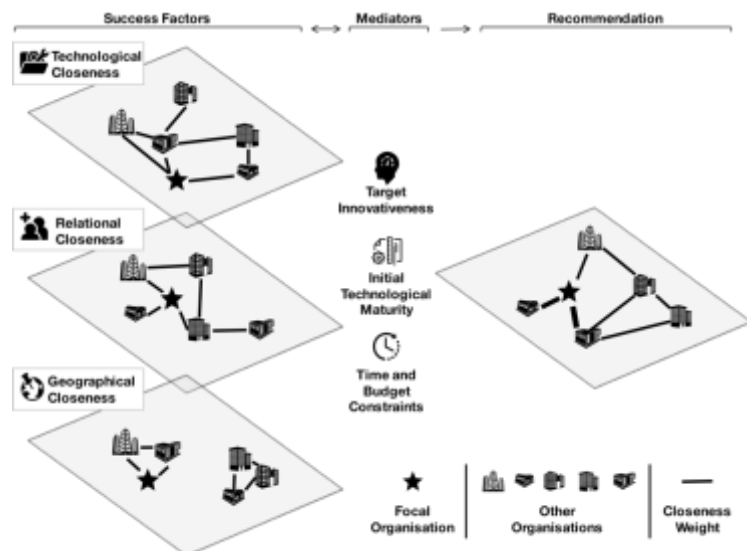 Success Factors
Mediators
Recommendation
Technological
Closeness
Target
Innovativeness
Relational
Closeness
Initial
Technological
Maturity
Geographical
Closeness
Time and
Budget
Constraints
Focal
Organisation
Other
Organisations
Closeness
Weight